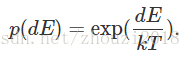 p(dE) = exp(dE/kT).